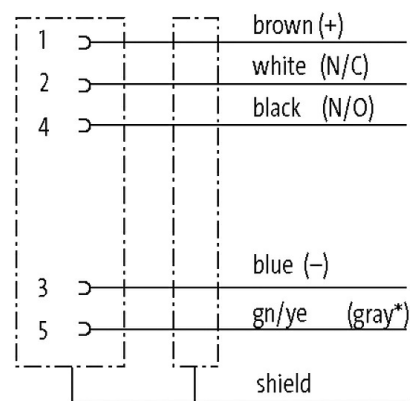 1 brown (+)
2 white (N/C)
4 black (N/O)
3 blue (–)
5 gn/ye (gray*)
shield